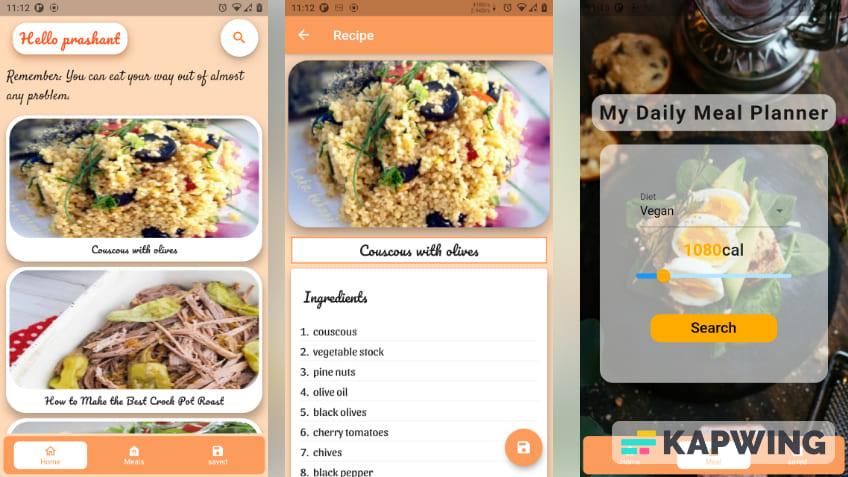 11:12
Hello prashant
Remember: You can eat your way out of almost
any problem.
Couscous with olives
How to Make the Best Crock Pot Roast
Home
Meals
saved
11:12
Recipe
Couscous with olives
Ingredients
1. couscous
2. vegetable stock
3. pine nuts
4. olive oil
5. black olives
6. cherry tomatoes
7. chives
8. black pepper
My Daily Meal Planner
Diet
Vegan
1080cal
Search
KAPWING
Home
Meal
saved